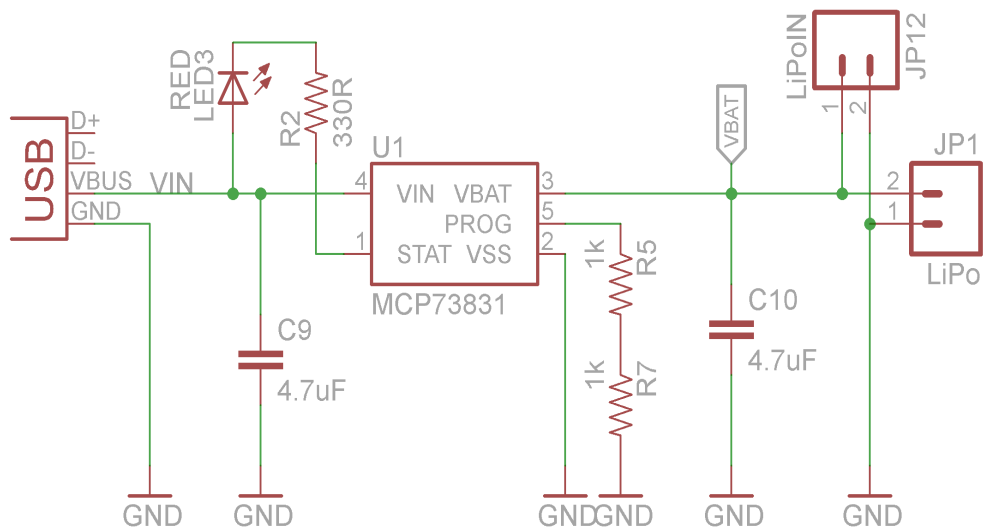 LiPoIN
JP12
1
2
RED
LED3
R2
330R
VBAT
USB
D+
D-
VBUS
GND
VIN
U1
4
1
VIN VBAT
PROG
STAT VSS
3
5
2
MCP73831
JP1
2
1
LiPo
1k
R5
1k
R7
C9
4.7uF
C10
4.7uF
GND
GND
GND
GND
GND
GND